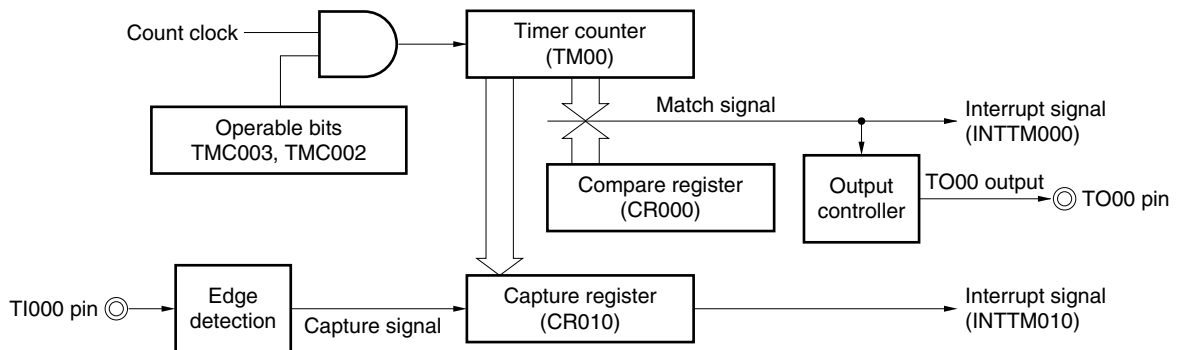 Count clock
Timer counter
(TM00)
Operable bits
TMC003, TMC002
Match signal
Interrupt signal
(INTTM000)
Compare register
(CR000)
Output
controller
TO00 output
TO00 pin
TI000 pin
Edge
detection
Capture signal
Capture register
(CR010)
Interrupt signal
(INTTM010)